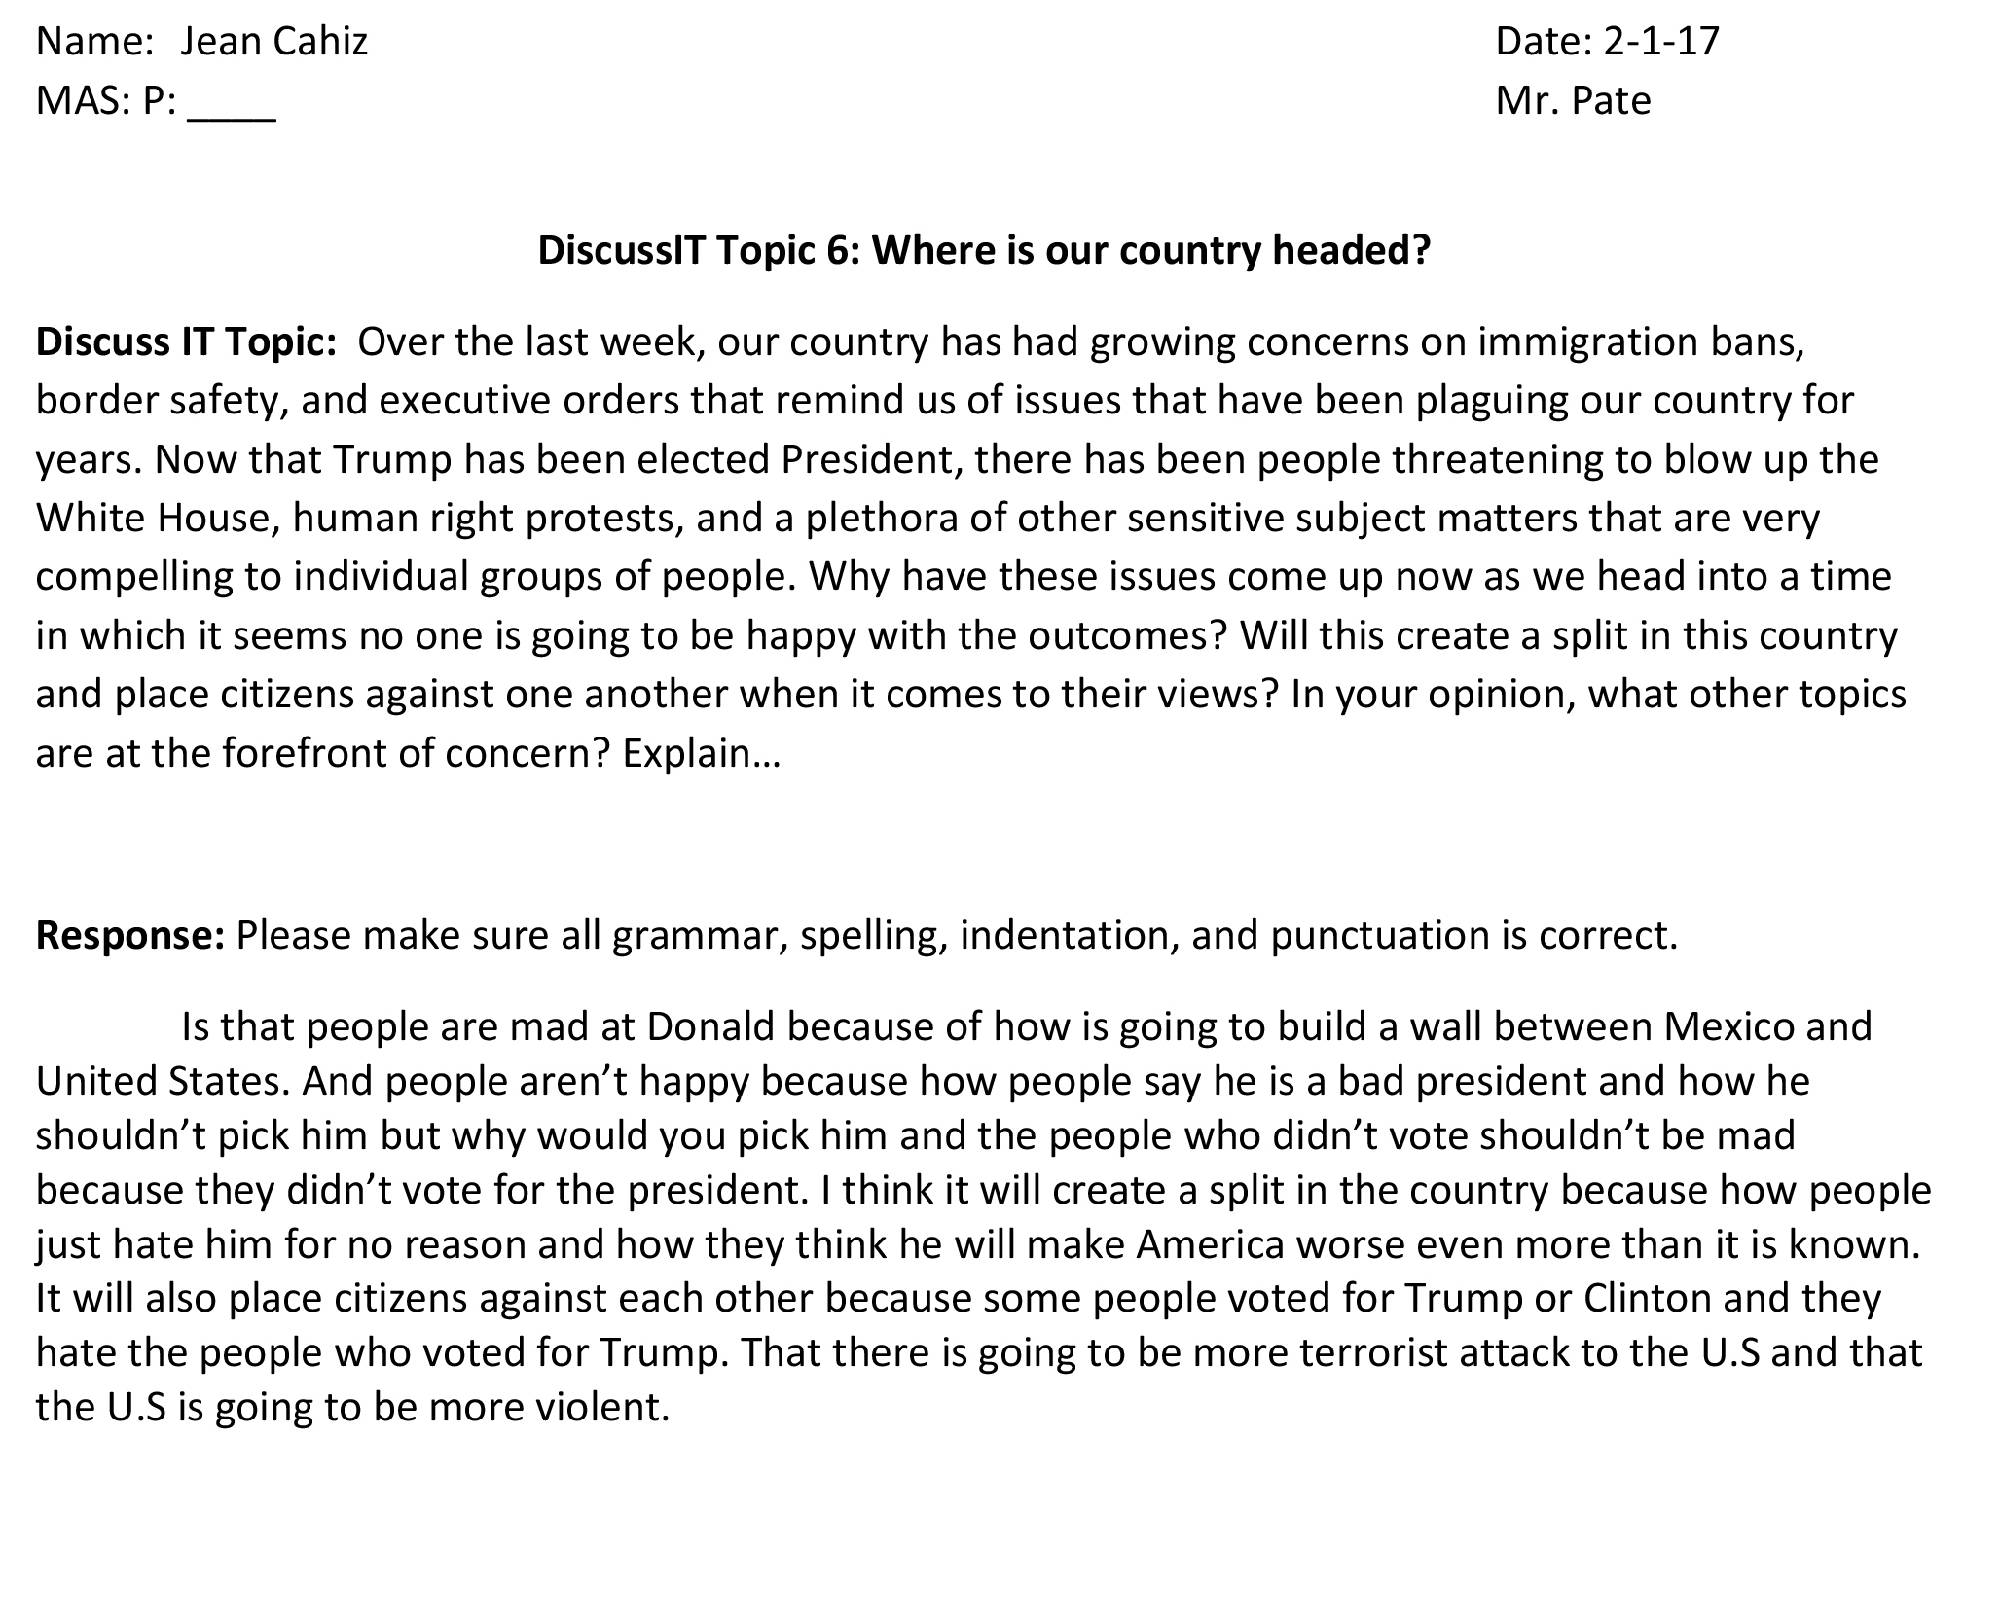 Name: Jean Cahiz
Date: 2-1-17
MAS: P: ____
Mr. Pate
DiscussIT Topic 6: Where is our country headed?
Discuss IT Topic: Over the last week, our country has had growing concerns on immigration bans,
border safety, and executive orders that remind us of issues that have been plaguing our country for
years. Now that Trump has been elected President, there has been people threatening to blow up the
White House, human right protests, and a plethora of other sensitive subject matters that are very
compelling to individual groups of people. Why have these issues come up now as we head into a time
in which it seems no one is going to be happy with the outcomes? Will this create a split in this country
and place citizens against one another when it comes to their views? In your opinion, what other topics
are at the forefront of concern? Explain...
Response: Please make sure all grammar, spelling, indentation, and punctuation is correct.
Is that people are mad at Donald because of how is going to build a wall between Mexico and
United States. And people aren’t happy because how people say he is a bad president and how he
shouldn’t pick him but why would you pick him and the people who didn’t vote shouldn’t be mad
because they didn’t vote for the president. I think it will create a split in the country because how people
just hate him for no reason and how they think he will make America worse even more than it is known.
It will also place citizens against each other because some people voted for Trump or Clinton and they
hate the people who voted for Trump. That there is going to be more terrorist attack to the U.S and that
the U.S is going to be more violent.